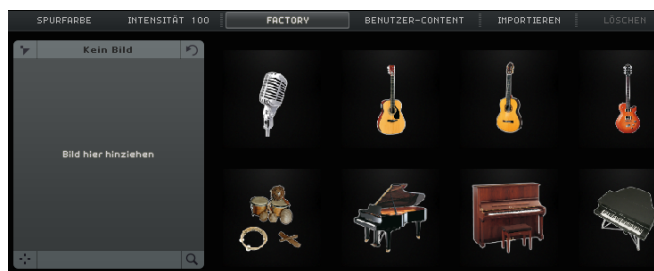 SPURFARBE INTENSITÄT 100 FACTORY BENUTZER-CONTENT IMPORTIEREN LÖSCHEN
Kein Bild
Bild hier hinziehen